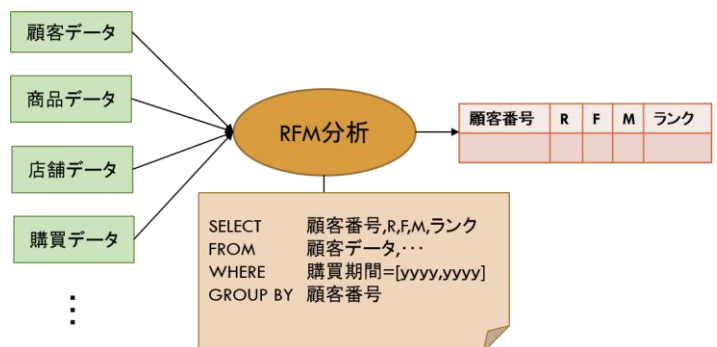 顧客データ
商品データ
店舗データ
購買データ
⋮
RFM分析
顧客番号 R F M ランク
SELECT 顧客番号,R,F,M,ランク
FROM 顧客データ,···
WHERE 購買期間=[yyyy,yyyy]
GROUP BY 顧客番号